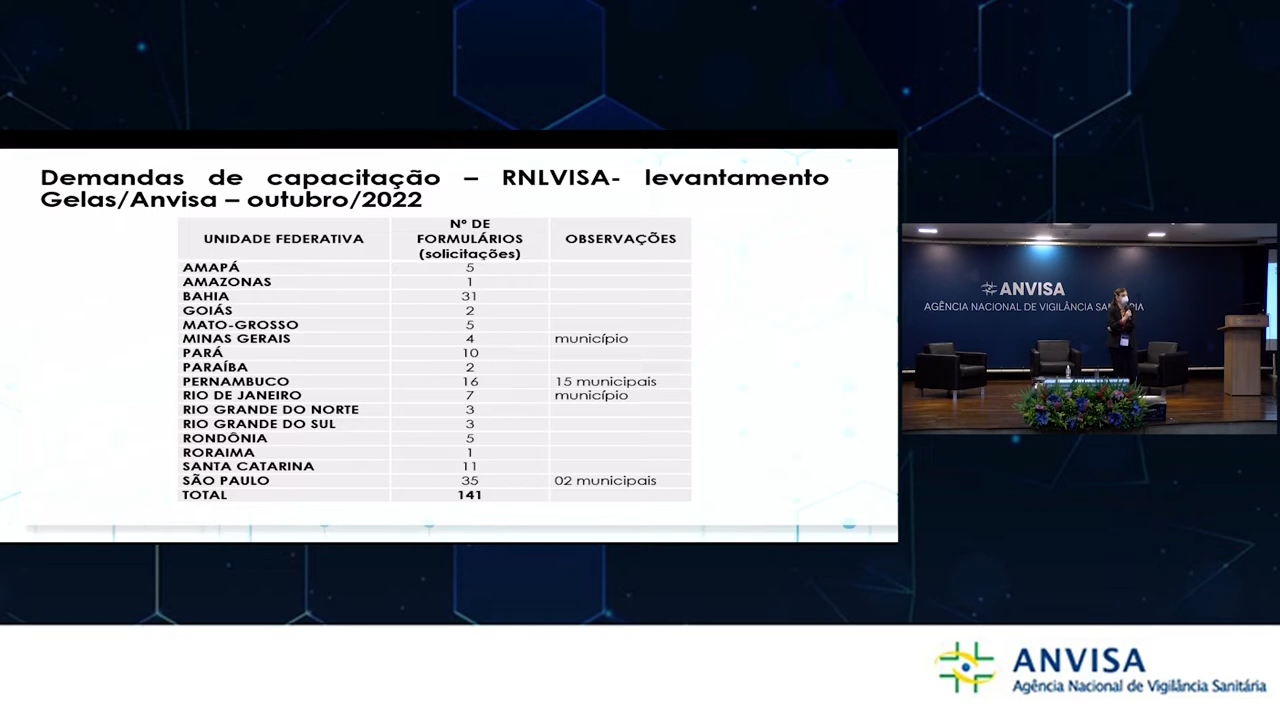 Demandas de capacitação – RNLVISA- levantamento
Gelas/Anvisa – outubro/2022
UNIDADE FEDERATIVA Nº DE FORMULÁRIOS (solicitações) OBSERVAÇÕES
AMAPÁ 5
AMAZONAS 1
BAHIA 31
GOIÁS 2
MATO-GROSSO 5
MINAS GERAIS 4 município
PARÁ 10
PARAÍBA 2
PERNAMBUCO 16 15 municipais
RIO DE JANEIRO 7 município
RIO GRANDE DO NORTE 3
RIO GRANDE DO SUL 3
RONDÔNIA 5
RORAIMA 1
SANTA CATARINA 11
SÃO PAULO 35 02 municipais
TOTAL 141
ANVISA
AGÊNCIA NACIONAL DE VIGILÂNCIA SANITÁRIA
ANVISA
Agência Nacional de Vigilância Sanitária